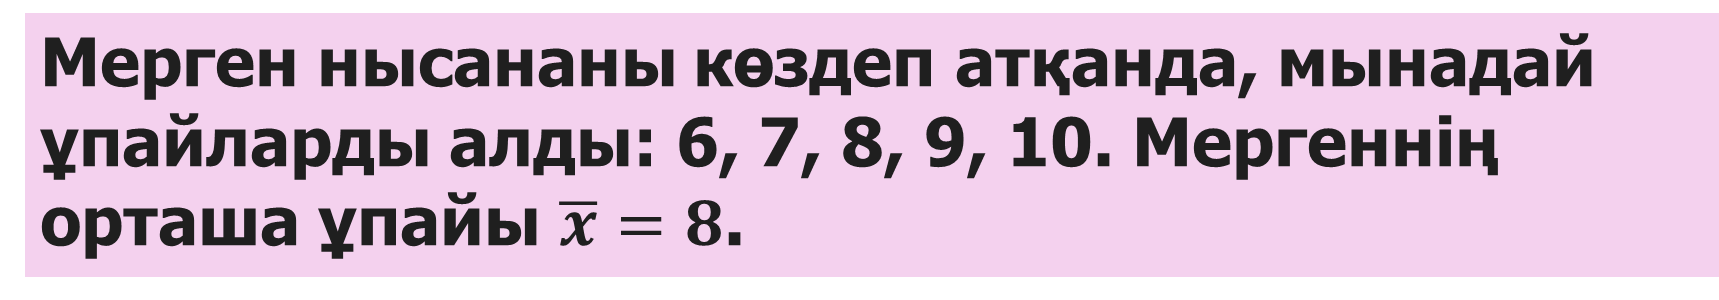 Мерген нысананы көздеп атқанда, мынадай
ұпайларды алды: 6, 7, 8, 9, 10. Мергеннің
орташа ұпайы x̅ = 8.